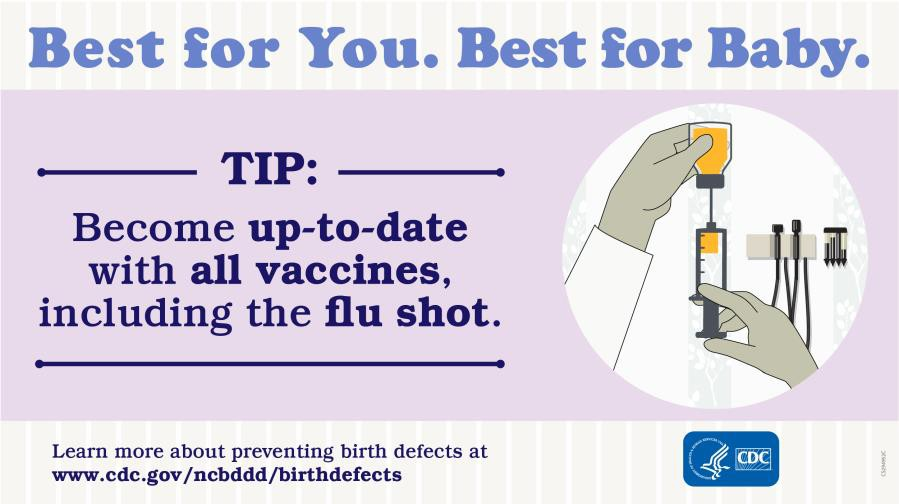 Best for You. Best for Baby.
TIP:
Become up-to-date
with all vaccines,
including the flu shot.
Learn more about preventing birth defects at
www.cdc.gov/ncbddd/birthdefects
CDC